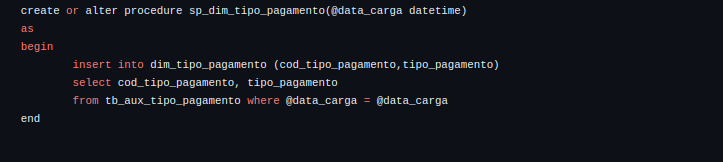 create or alter procedure sp_dim_tipo_pagamento(@data_carga datetime)
as
begin
insert into dim_tipo_pagamento (cod_tipo_pagamento,tipo_pagamento)
select cod_tipo_pagamento, tipo_pagamento
from tb_aux_tipo_pagamento where @data_carga = @data_carga
end